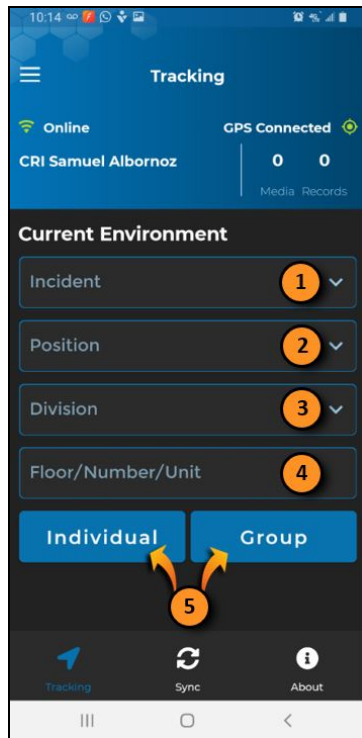 10:14
Tracking
Online GPS Connected
CRI Samuel Albornoz 0 0
Media Records
Current Environment
Incident 1
Position 2
Division 3
Floor/Number/Unit 4
Individual Group
5
Tracking Sync About